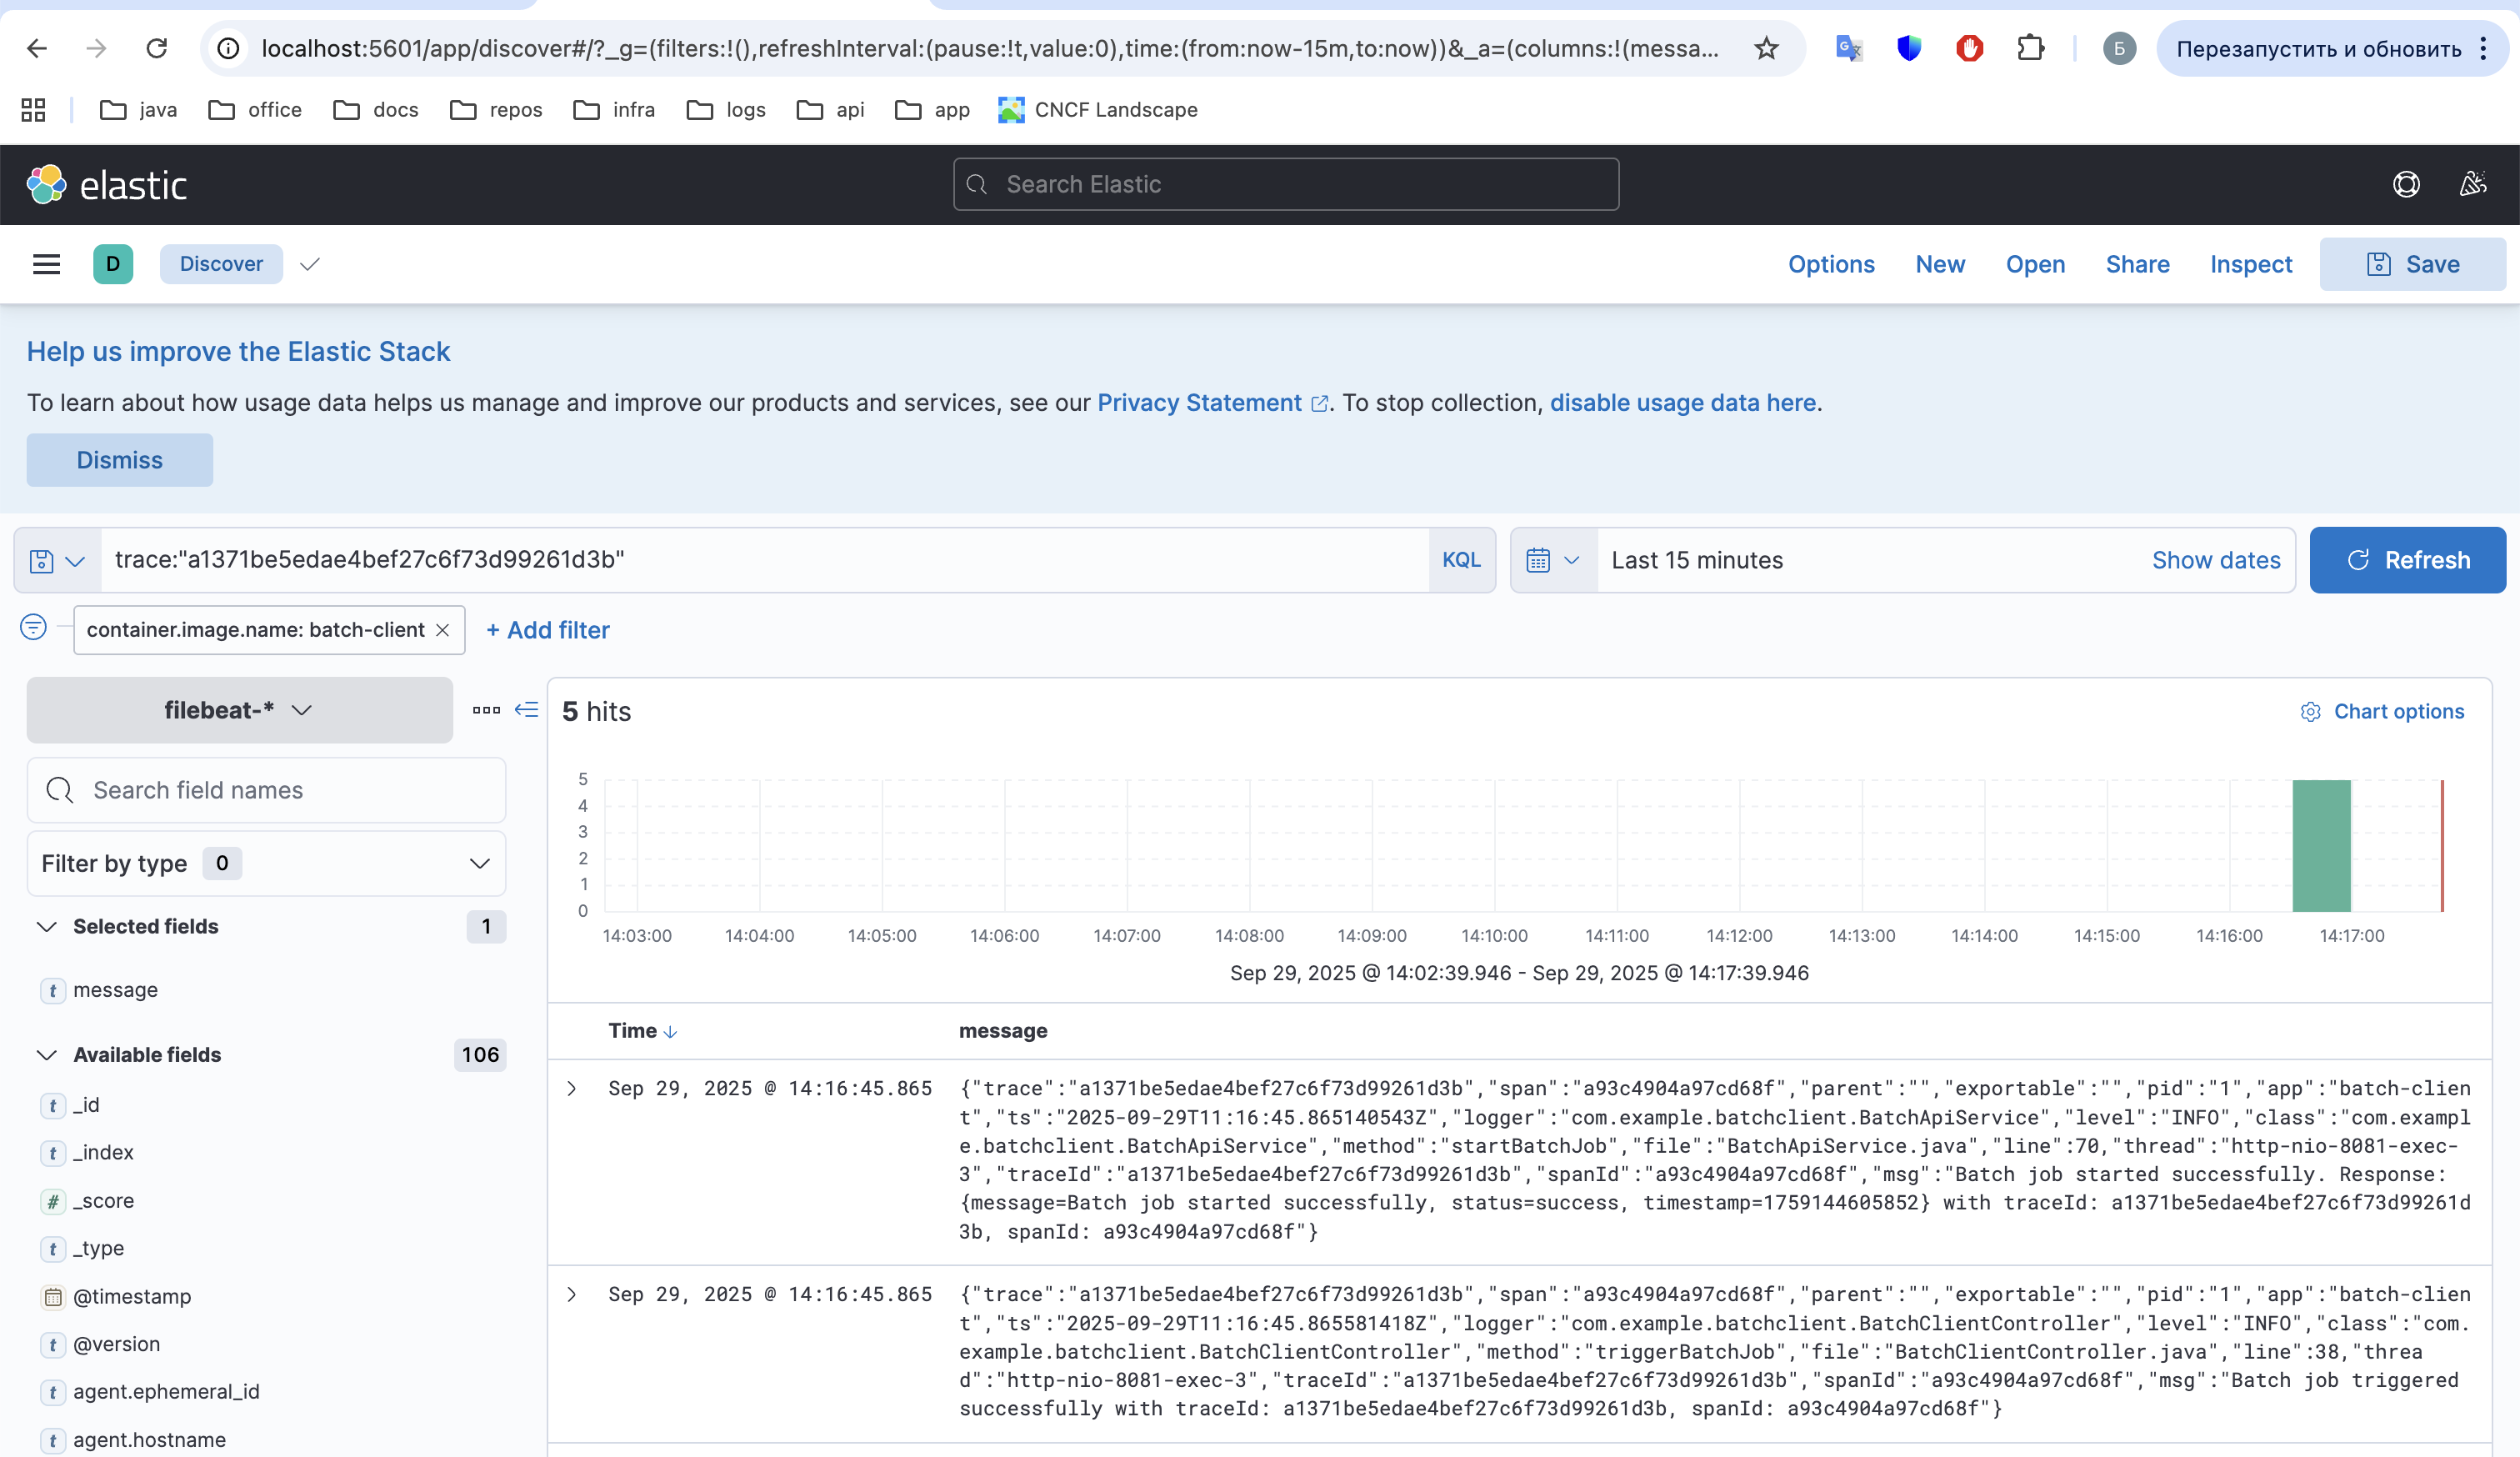 localhost:5601/app/discover#/?_g=(filters:!(),refreshInterval:(pause:!t,value:0),time:(from:now-15m,to:now))&_a=(columns:!(messa...
Б
Перезапустить и обновить
java
office
docs
repos
infra
logs
api
app
CNCF Landscape
elastic
Search Elastic
D
Discover
Options
New
Open
Share
Inspect
Save
Help us improve the Elastic Stack
To learn about how usage data helps us manage and improve our products and services, see our Privacy Statement. To stop collection, disable usage data here.
Dismiss
trace:"a1371be5edae4bef27c6f73d99261d3b"
KQL
Last 15 minutes
Show dates
Refresh
container.image.name: batch-client
+ Add filter
filebeat-*
5 hits
Chart options
Search field names
Filter by type 0
Selected fields 1
t message
Available fields 106
t _id
t _index
# _score
t _type
@timestamp
t @version
t agent.ephemeral_id
t agent.hostname
5
4
3
2
1
0
14:03:00 14:04:00 14:05:00 14:06:00 14:07:00 14:08:00 14:09:00 14:10:00 14:11:00 14:12:00 14:13:00 14:14:00 14:15:00 14:16:00 14:17:00
Sep 29, 2025 @ 14:02:39.946 - Sep 29, 2025 @ 14:17:39.946
Time message
Sep 29, 2025 @ 14:16:45.865
{"trace":"a1371be5edae4bef27c6f73d99261d3b","span":"a93c4904a97cd68f","parent":"","exportable":"","pid":"1","app":"batch-clien
t","ts":"2025-09-29T11:16:45.865140543Z","logger":"com.example.batchclient.BatchApiService","level":"INFO","class":"com.exampl
e.batchclient.BatchApiService","method":"startBatchJob","file":"BatchApiService.java","line":70,"thread":"http-nio-8081-exec-
3","traceId":"a1371be5edae4bef27c6f73d99261d3b","spanId":"a93c4904a97cd68f","msg":"Batch job started successfully. Response:
{message=Batch job started successfully, status=success, timestamp=1759144605852} with traceId: a1371be5edae4bef27c6f73d99261d
3b, spanId: a93c4904a97cd68f"}
Sep 29, 2025 @ 14:16:45.865
{"trace":"a1371be5edae4bef27c6f73d99261d3b","span":"a93c4904a97cd68f","parent":"","exportable":"","pid":"1","app":"batch-clien
t","ts":"2025-09-29T11:16:45.865581418Z","logger":"com.example.batchclient.BatchClientController","level":"INFO","class":"com.
example.batchclient.BatchClientController","method":"triggerBatchJob","file":"BatchClientController.java","line":38,"threa
d":"http-nio-8081-exec-3","traceId":"a1371be5edae4bef27c6f73d99261d3b","spanId":"a93c4904a97cd68f","msg":"Batch job triggered
successfully with traceId: a1371be5edae4bef27c6f73d99261d3b, spanId: a93c4904a97cd68f"}